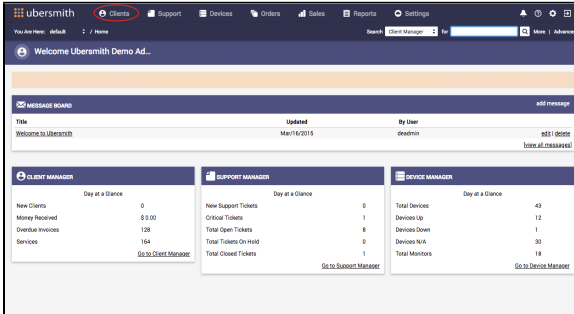 ubersmith Clients Support Devices Orders Sales Reports Settings
You Are Here: default / Home Search Client Manager for More | Advance
Welcome Ubersmith Demo Ad...
MESSAGE BOARD add message
Title Updated By User
Welcome to Ubersmith Mar/16/2015 deadmin edit | delete
[view all messages]
CLIENT MANAGER
Day at a Glance
New Clients 0
Money Received $ 0.00
Overdue Invoices 128
Services 164
Go to Client Manager
SUPPORT MANAGER
Day at a Glance
New Support Tickets 0
Critical Tickets 1
Total Open Tickets 8
Total Tickets On Hold 0
Total Closed Tickets 1
Go to Support Manager
DEVICE MANAGER
Day at a Glance
Total Devices 43
Devices Up 12
Devices Down 1
Devices N/A 30
Total Monitors 18
Go to Device Manager